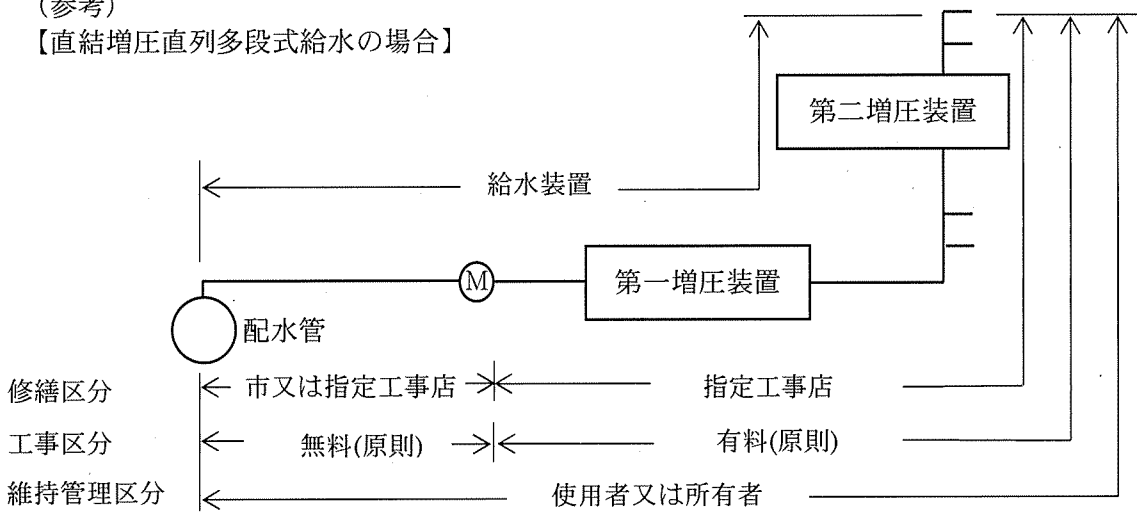 （参考）
【直結増圧直列多段式給水の場合】
第二増圧装置
給水装置
M
第一増圧装置
配水管
修繕区分 市又は指定工事店 指定工事店
工事区分 無料(原則) 有料(原則)
維持管理区分 使用者又は所有者